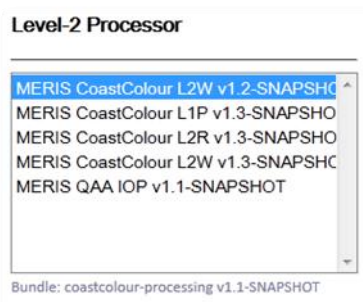 Level-2 Processor
MERIS CoastColour L2W v1.2-SNAPSHO
MERIS CoastColour L1P v1.3-SNAPSHO
MERIS CoastColour L2R v1.3-SNAPSHO
MERIS CoastColour L2W v1.3-SNAPSHO
MERIS QAA IOP v1.1-SNAPSHOT
Bundle: coastcolour-processing v1.1-SNAPSHOT